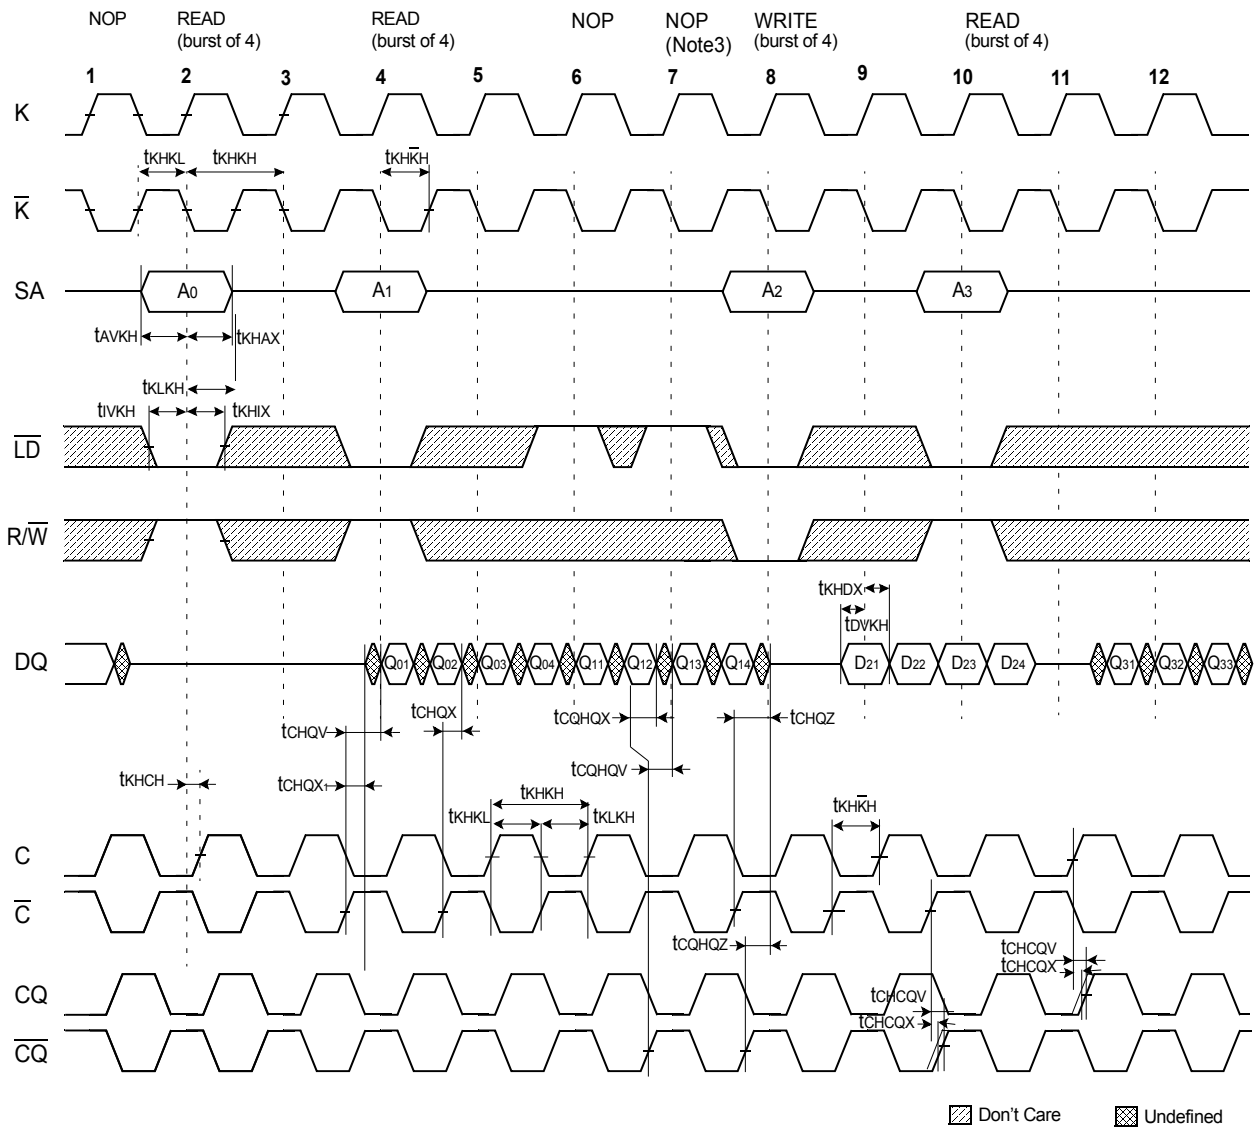 NOP READ READ NOP NOP WRITE READ
(burst of 4) (burst of 4) (Note3) (burst of 4) (burst of 4)
1 2 3 4 5 6 7 8 9 10 11 12
K
tKHKL tKHKH tKHK̅H
K̅
SA A0 A1 A2 A3
tAVKH tKHAX
tKLKH
tIVKH tKHIX
L̅D̅
R/W̅
tKHDX
tDVKH
DQ Q01 Q02 Q03 Q04 Q11 Q12 Q13 Q14 D21 D22 D23 D24 Q31 Q32 Q33
tCHQV tCHQX tCQHQX tCHQZ
tKHCH tCHQX1 tCQHQV
tKHKH tKHK̅H
tKHKL tKLKH
C
C̅
tCQHQZ tCHCQV
tCHCQX
CQ
tCHCQV
tCHCQX
C̅Q̅
Don't Care Undefined